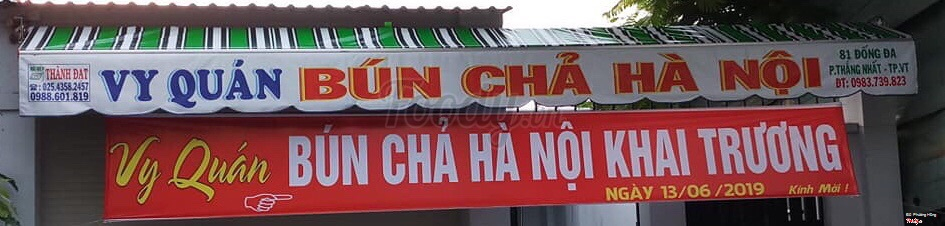 THÀNH ĐẠT
☎: 025.4358.2457
0988.601.819
VY QUÁN BÚN CHẢ HÀ NỘI
81 ĐỐNG ĐA
P.THẮNG NHẤT - TP.VT
ĐT: 0983.739.823
Foody.vn
Vy Quán BÚN CHẢ HÀ NỘI KHAI TRƯƠNG
NGÀY 13/06/2019 Kính Mời !